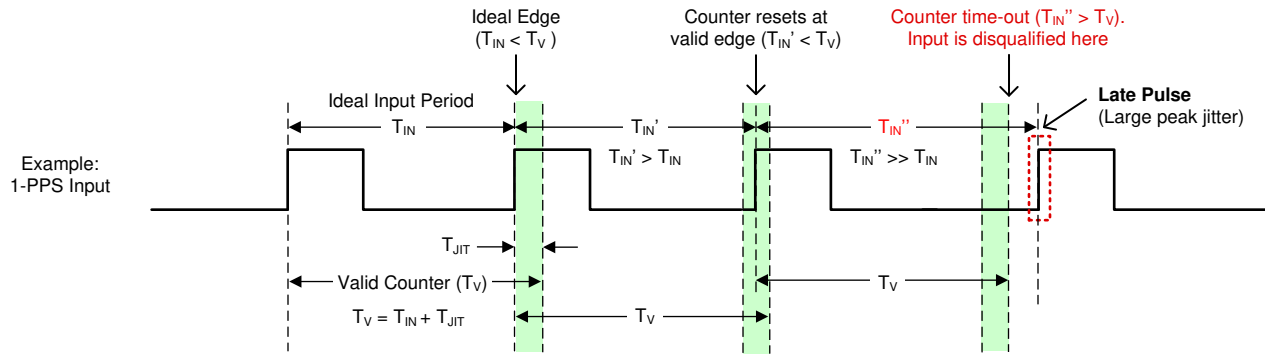 Ideal Edge
(TIN < TV )
Counter resets at
valid edge (TIN' < TV)
Counter time-out (TIN'' > TV).
Input is disqualified here
Ideal Input Period
TIN
TIN'
TIN''
Late Pulse
(Large peak jitter)
Example:
1-PPS Input
TIN' > TIN
TIN'' >> TIN
TJIT
Valid Counter (TV)
TV
TV = TIN + TJIT
TV